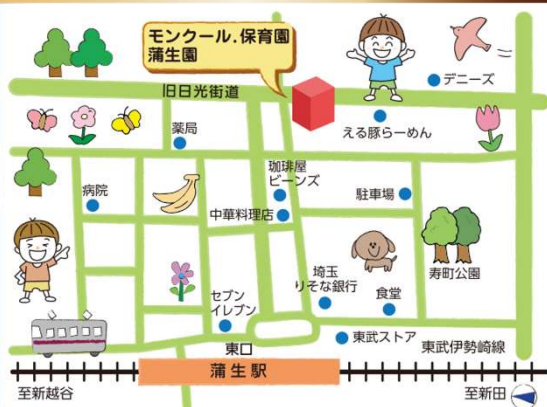 モンクール.保育園
蒲生園
旧日光街道
デニーズ
える豚らーめん
薬局
珈琲屋
ビーンズ
病院
駐車場
中華料理店
寿町公園
埼玉
りそな銀行
食堂
セブン
イレブン
東武ストア
東口
東武伊勢崎線
蒲生駅
至新越谷
至新田